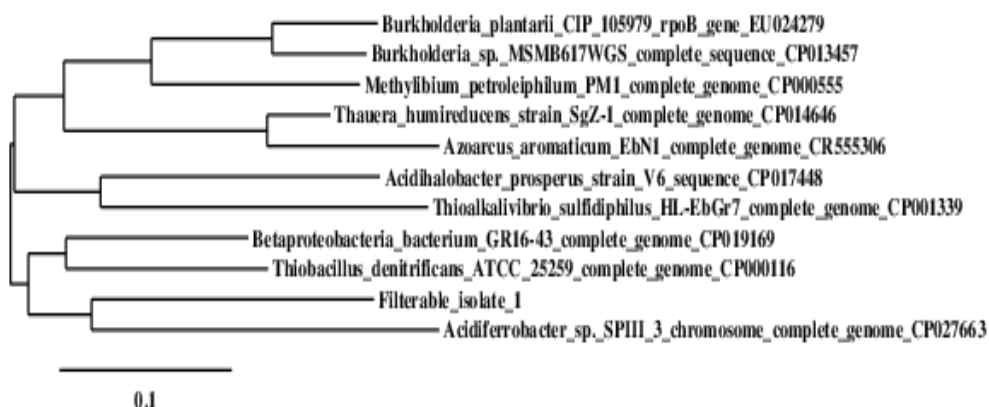 Burkholderia_plantarii_CIP_105979_rpoB_gene_EU024279
Burkholderia_sp._MSMB617WGS_complete_sequence_CP013457
Methylibium_petroleiphilum_PM1_complete_genome_CP000555
Thauera_humireducens_strain_SgZ-1_complete_genome_CP014646
Azoarcus_aromaticum_EbN1_complete_genome_CR555306
Acidihalobacter_prosperus_strain_V6_sequence_CP017448
Thioalkalivibrio_sulfidiphilus_HL-EbGr7_complete_genome_CP001339
Betaproteobacteria_bacterium_GR16-43_complete_genome_CP019169
Thiobacillus_denitrificans_ATCC_25259_complete_genome_CP000116
Filterable_isolate_1
Acidiferrobacter_sp._SPIII_3_chromosome_complete_genome_CP027663
0.1